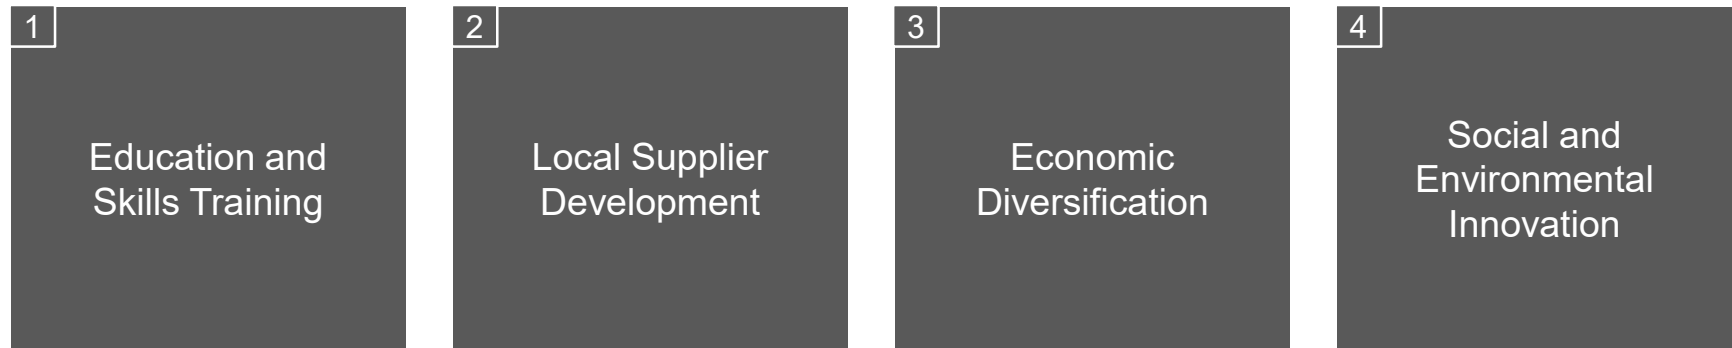 1
Education and
Skills Training
2
Local Supplier
Development
3
Economic
Diversification
4
Social and
Environmental
Innovation